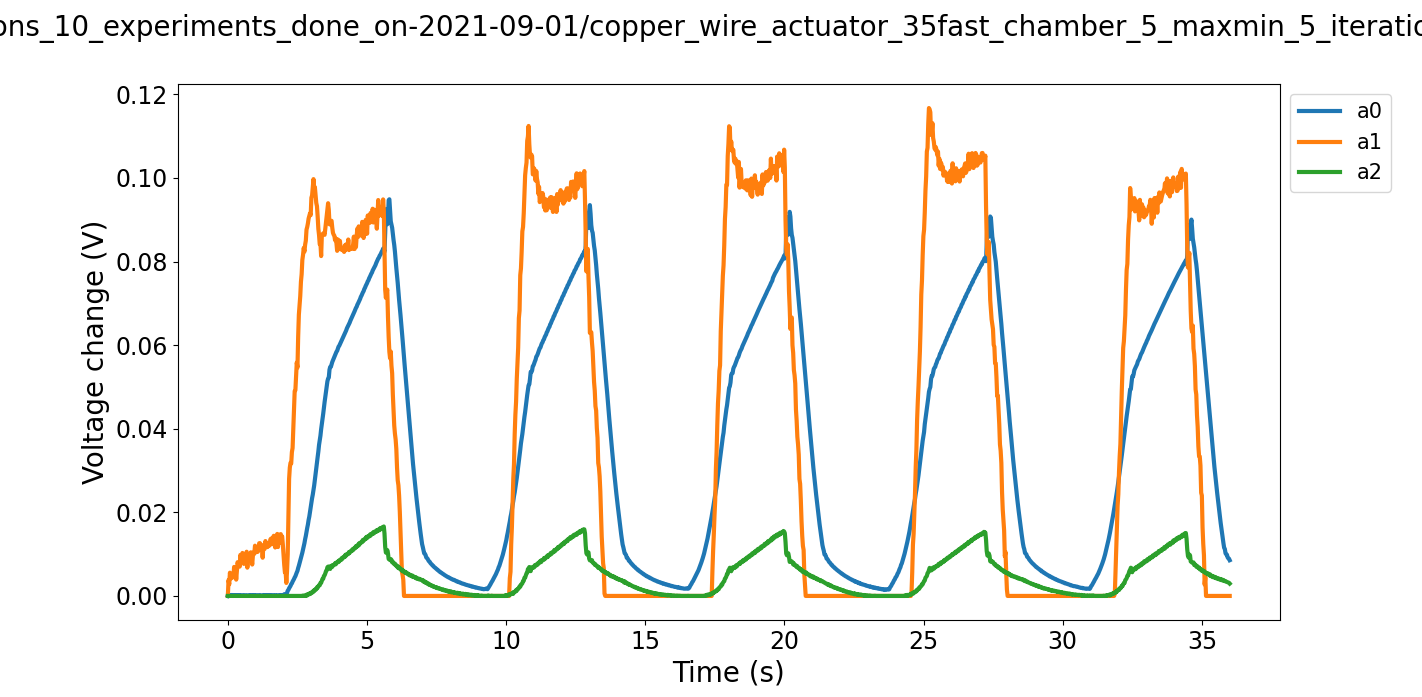 ons_10_experiments_done_on-2021-09-01/copper_wire_actuator_35fast_chamber_5_maxmin_5_iteratio
a0
a1
a2
Voltage change (V)
0.12
0.10
0.08
0.06
0.04
0.02
0.00
0 5 10 15 20 25 30 35
Time (s)